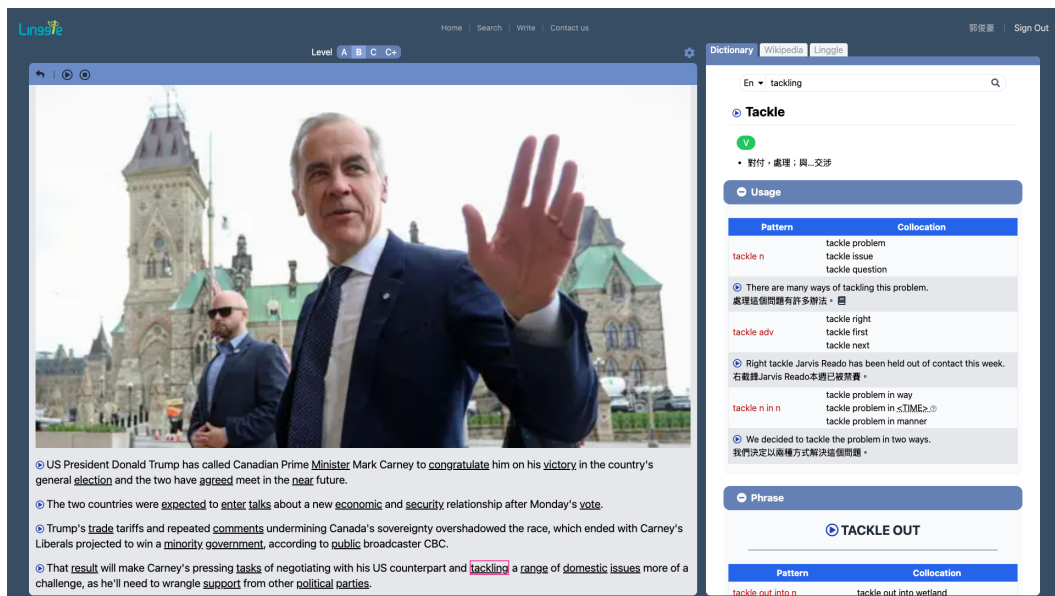 Linggle
Home | Search | Write | Contact us
郭俊豪 | Sign Out
Level A B C C+
Dictionary Wikipedia Linggle
En tackling
Tackle
V
• 對付，處理；與...交涉
Usage
Pattern Collocation
tackle n
tackle problem
tackle issue
tackle question
There are many ways of tackling this problem.
處理這個問題有許多辦法。
tackle adv
tackle right
tackle first
tackle next
Right tackle Jarvis Reado has been held out of contact this week.
右截鋒Jarvis Reado本週已被禁賽。
tackle n in n
tackle problem in way
tackle problem in <TIME>
tackle problem in manner
We decided to tackle the problem in two ways.
我們決定以兩種方式解決這個問題。
Phrase
TACKLE OUT
Pattern Collocation
tackle out into n tackle out into wetland
US President Donald Trump has called Canadian Prime Minister Mark Carney to congratulate him on his victory in the country's
general election and the two have agreed meet in the near future.
The two countries were expected to enter talks about a new economic and security relationship after Monday's vote.
Trump's trade tariffs and repeated comments undermining Canada's sovereignty overshadowed the race, which ended with Carney's
Liberals projected to win a minority government, according to public broadcaster CBC.
That result will make Carney's pressing tasks of negotiating with his US counterpart and tackling a range of domestic issues more of a
challenge, as he'll need to wrangle support from other political parties.